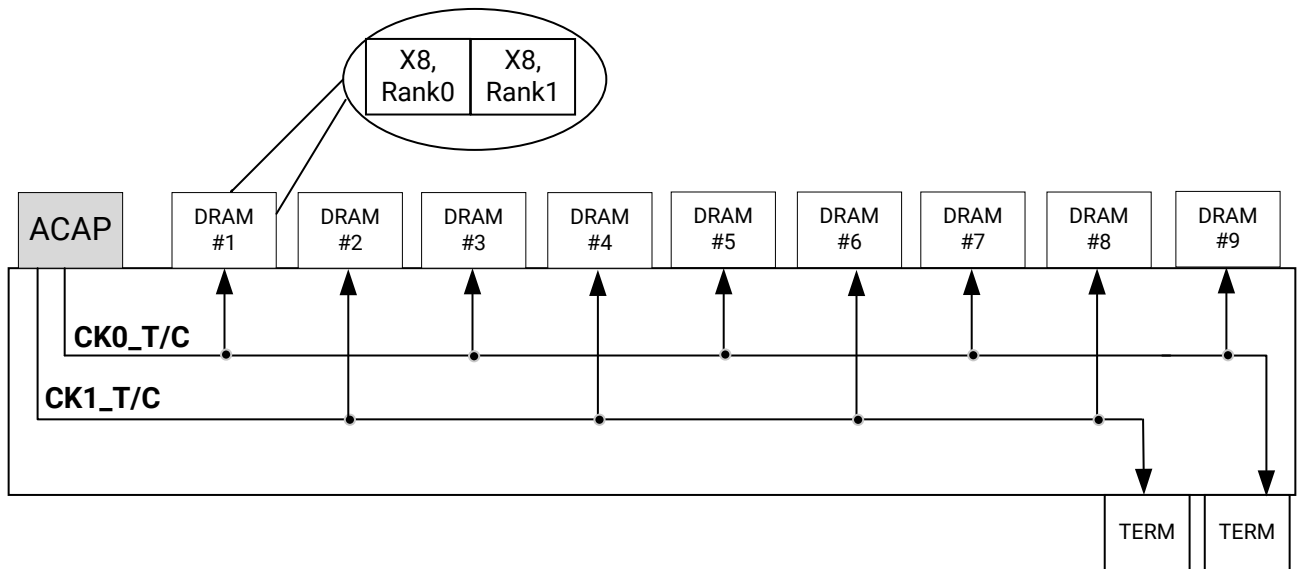 X8,
Rank0
X8,
Rank1
ACAP
DRAM
#1
DRAM
#2
DRAM
#3
DRAM
#4
DRAM
#5
DRAM
#6
DRAM
#7
DRAM
#8
DRAM
#9
CK0_T/C
CK1_T/C
TERM
TERM